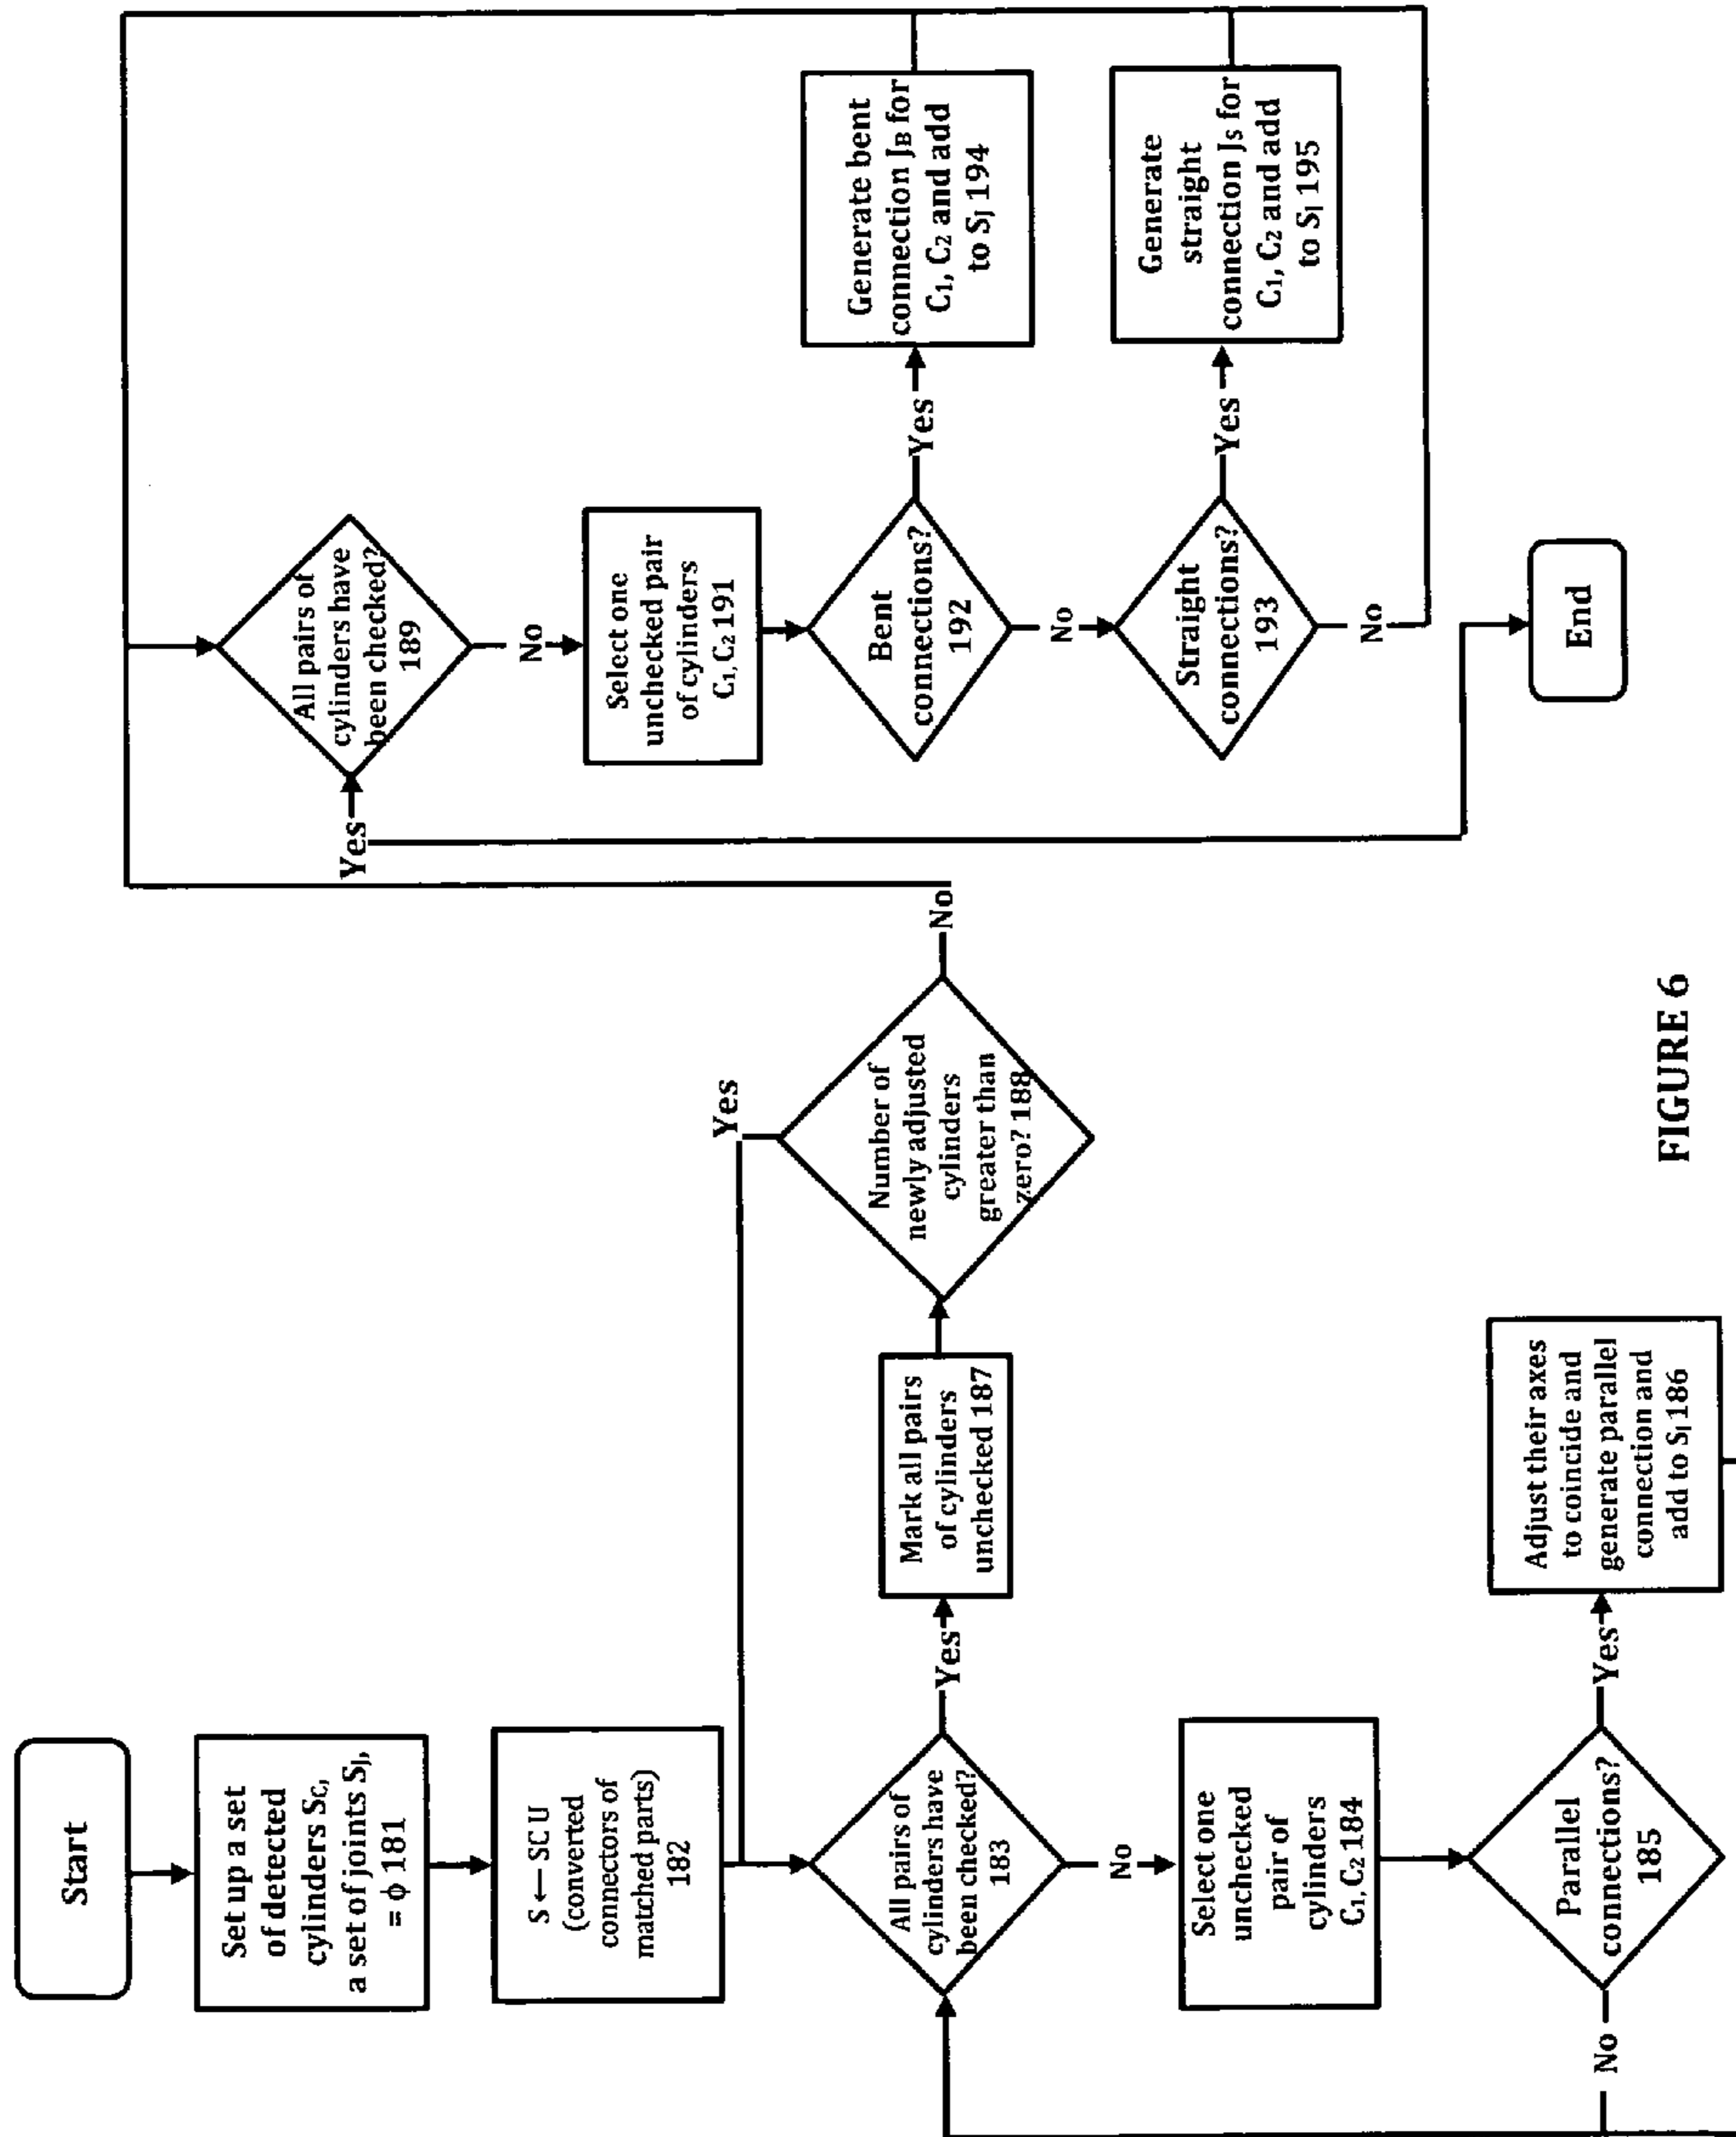 Start
Set up a set
of detected
cylinders SC,
a set of joints SJ,
= ϕ 181
S ← SC U
(converted
connectors of
matched parts)
182
All pairs of
cylinders have
been checked?
183
No
Select one
unchecked
pair of
cylinders
C1, C2 184
Parallel
connections?
185
No
Yes
Adjust their axes
to coincide and
generate parallel
connection and
add to SJ 186
Yes
Mark all pairs
of cylinders
unchecked 187
Number of
newly adjusted
cylinders
greater than
zero? 188
Yes
No
All pairs of
cylinders have
been checked?
189
Yes
No
Select one
unchecked pair
of cylinders
C1, C2 191
Bent
connections?
192
Yes
Generate bent
connection JB for
C1, C2 and add
to SJ 194
No
Straight
connections?
193
Yes
Generate
straight
connection JS for
C1, C2 and add
to SJ 195
No
End
FIGURE 6